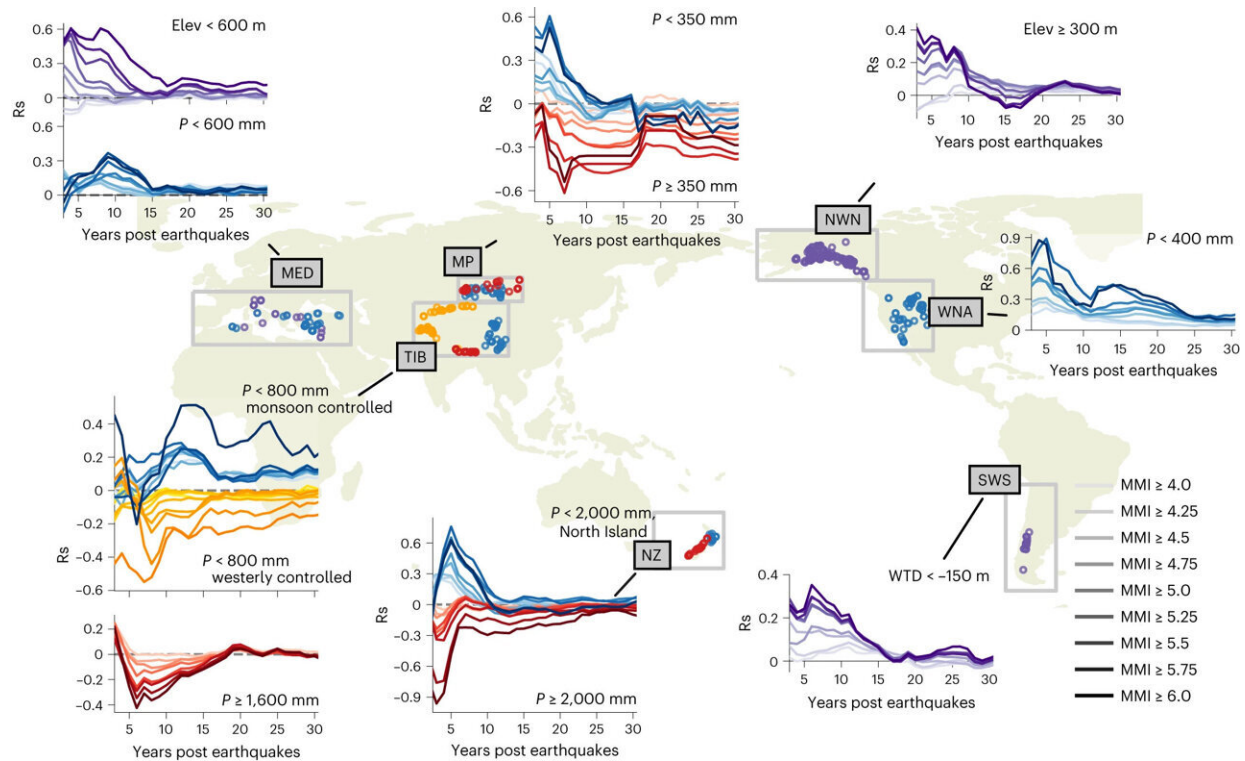 Elev < 600 m
0.6
0.3
0
Rs
P < 600 mm
0.6
0.3
0
5 10 15 20 25 30
Years post earthquakes
P < 350 mm
0.6
0.3
0
Rs
−0.3
−0.6
P ≥ 350 mm
5 10 15 20 25 30
Years post earthquakes
Elev ≥ 300 m
0.4
0.2
0
Rs
5 10 15 20 25 30
Years post earthquakes
MED
MP
TIB
NWN
WNA
P < 400 mm
0.9
0.6
0.3
0
Rs
5 10 15 20 25 30
Years post earthquakes
P < 800 mm
monsoon controlled
0.4
0.2
0
−0.2
−0.4
−0.6
Rs
P < 800 mm
westerly controlled
0.2
0
−0.2
−0.4
P ≥ 1,600 mm
5 10 15 20 25 30
Years post earthquakes
P < 2,000 mm,
North Island
NZ
0.6
0.3
0
−0.3
−0.6
−0.9
Rs
P ≥ 2,000 mm
5 10 15 20 25 30
Years post earthquakes
SWS
WTD < −150 m
0.4
0.2
0
Rs
5 10 15 20 25 30
Years post earthquakes
MMI ≥ 4.0
MMI ≥ 4.25
MMI ≥ 4.5
MMI ≥ 4.75
MMI ≥ 5.0
MMI ≥ 5.25
MMI ≥ 5.5
MMI ≥ 5.75
MMI ≥ 6.0